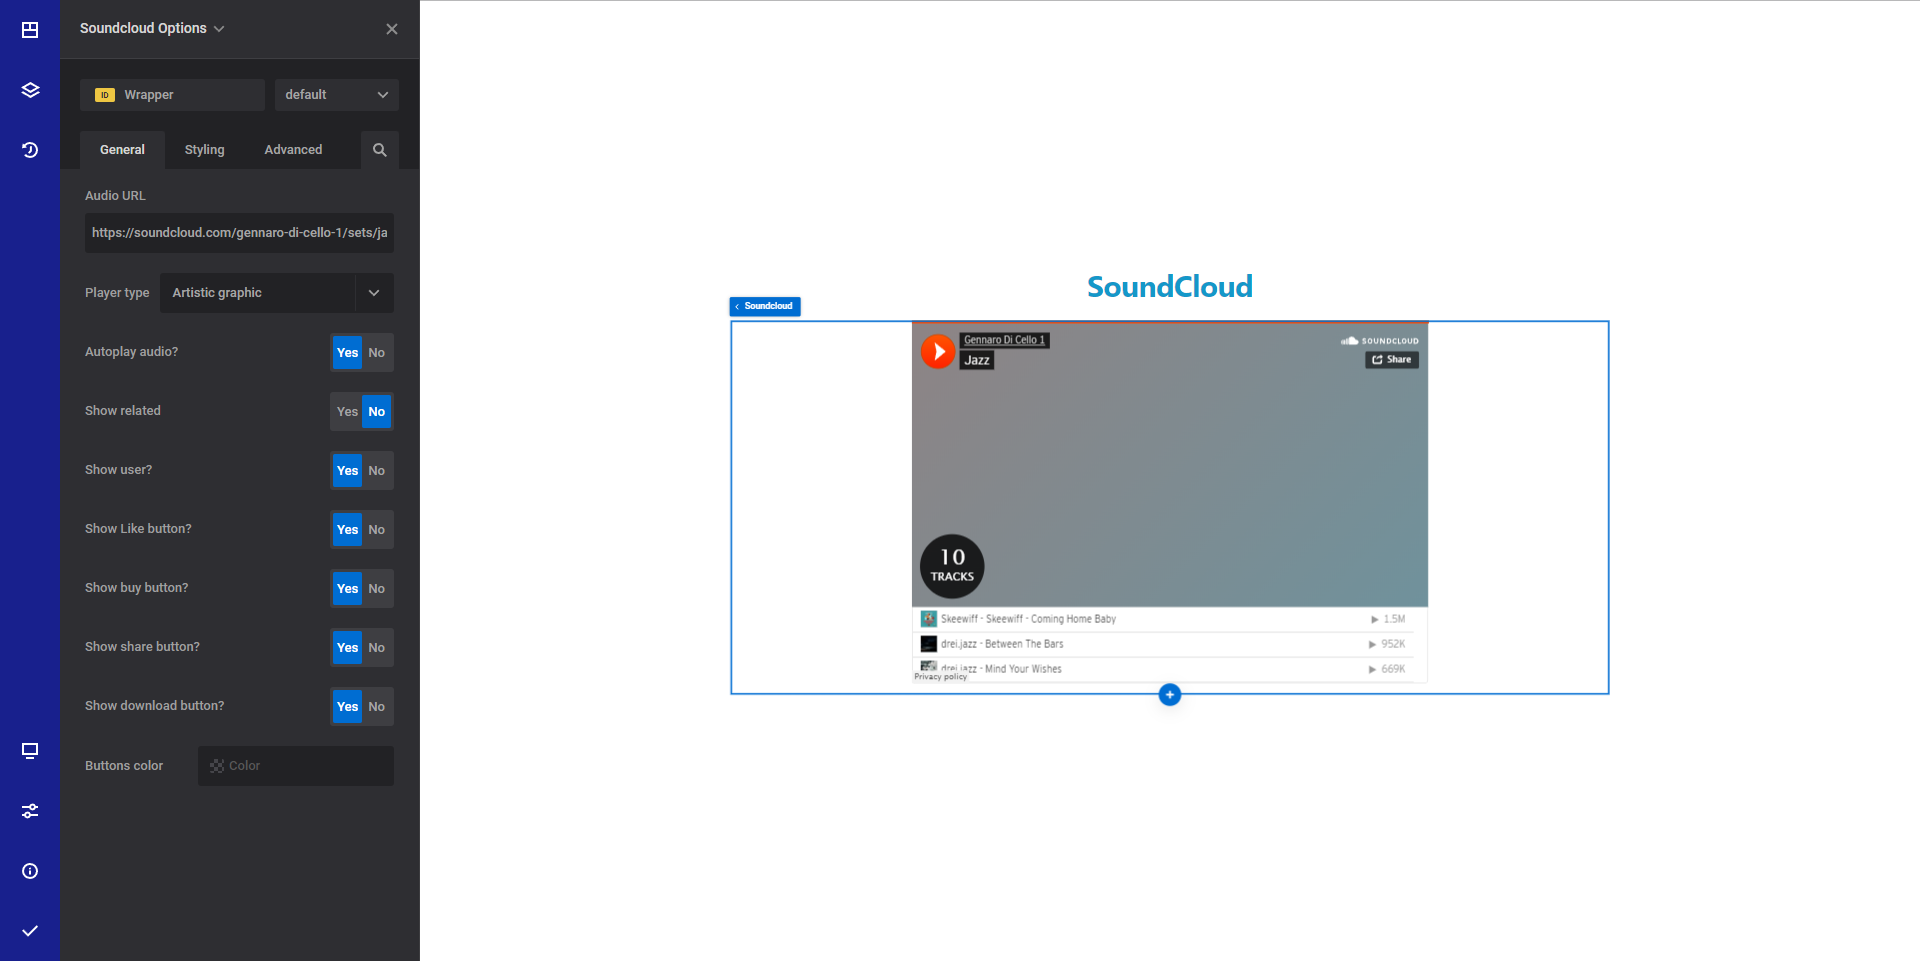 Soundcloud Options
ID Wrapper
default
General
Styling
Advanced
Audio URL
https://soundcloud.com/gennaro-di-cello-1/sets/ja
Player type
Artistic graphic
Autoplay audio?
Yes No
Show related
Yes No
Show user?
Yes No
Show Like button?
Yes No
Show buy button?
Yes No
Show share button?
Yes No
Show download button?
Yes No
Buttons color
Color
SoundCloud
Soundcloud
Gennaro Di Cello 1
Jazz
SOUNDCLOUD
Share
10
TRACKS
Skeewiff - Skeewiff - Coming Home Baby
1.5M
drei.jazz - Between The Bars
952K
drei.jazz - Mind Your Wishes
669K
Privacy policy